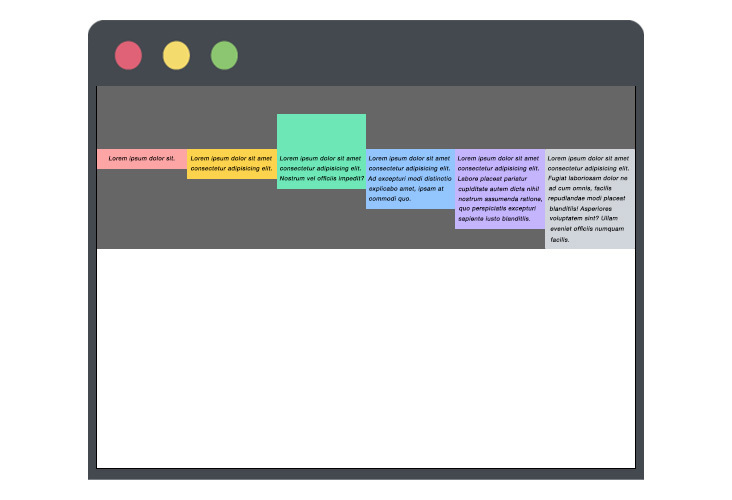 Lorem ipsum dolor sit.
Lorem ipsum dolor sit amet
consectetur adipisicing elit.
Lorem ipsum dolor sit amet
consectetur adipisicing elit.
Nostrum vel officiis impedit?
Lorem ipsum dolor sit amet
consectetur adipisicing elit.
Ad excepturi modi distinctio
explicabo amet, ipsam at
commodi quo.
Lorem ipsum dolor sit amet
consectetur adipisicing elit.
Labore placeat pariatur
cupiditate autem dicta nihil
nostrum assumenda ratione,
quo perspiciatis excepturi
sapiente iusto blanditiis.
Lorem ipsum dolor sit amet
consectetur adipisicing elit.
Fugiat laboriosam dolor ne
ad cum omnis, facilis
repudiandae modi placeat
blanditiis! Asperiores
voluptatem sint? Ullam
eveniet officiis numquam
facilis.